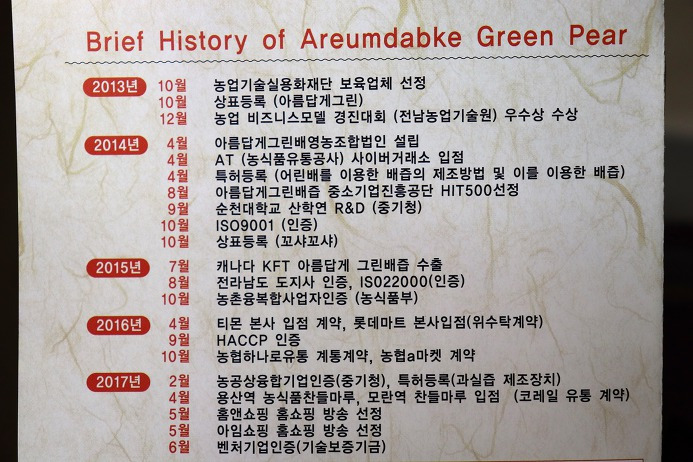 Brief History of Areumdabke Green Pear
2013년 10월 농업기술실용화재단 보육업체 선정
10월 상표등록 (아름답게그린)
12월 농업 비즈니스모델 경진대회 (전남농업기술원) 우수상 수상
2014년 4월 아름답게그린배영농조합법인 설립
4월 AT (농식품유통공사) 사이버거래소 입점
4월 특허등록 (어린배를 이용한 배즙의 제조방법 및 이를 이용한 배즙)
8월 아름답게그린배즙 중소기업진흥공단 HIT500선정
9월 순천대학교 산학연 R&D (중기청)
10월 ISO9001 (인증)
10월 상표등록 (꼬샤꼬샤)
2015년 7월 캐나다 KFT 아름답게 그린배즙 수출
8월 전라남도 도지사 인증, ISO22000(인증)
10월 농촌융복합사업자인증 (농식품부)
2016년 4월 티몬 본사 입점 계약, 롯데마트 본사입점(위수탁계약)
9월 HACCP 인증
10월 농협하나로유통 계통계약, 농협a마켓 계약
2017년 2월 농공상융합기업인증(중기청), 특허등록(과실즙 제조장치)
4월 용산역 농식품찬들마루, 모란역 찬들마루 입점 (코레일 유통 계약)
5월 홈앤쇼핑 홈쇼핑 방송 선정
5월 아임쇼핑 홈쇼핑 방송 선정
6월 벤처기업인증(기술보증기금)